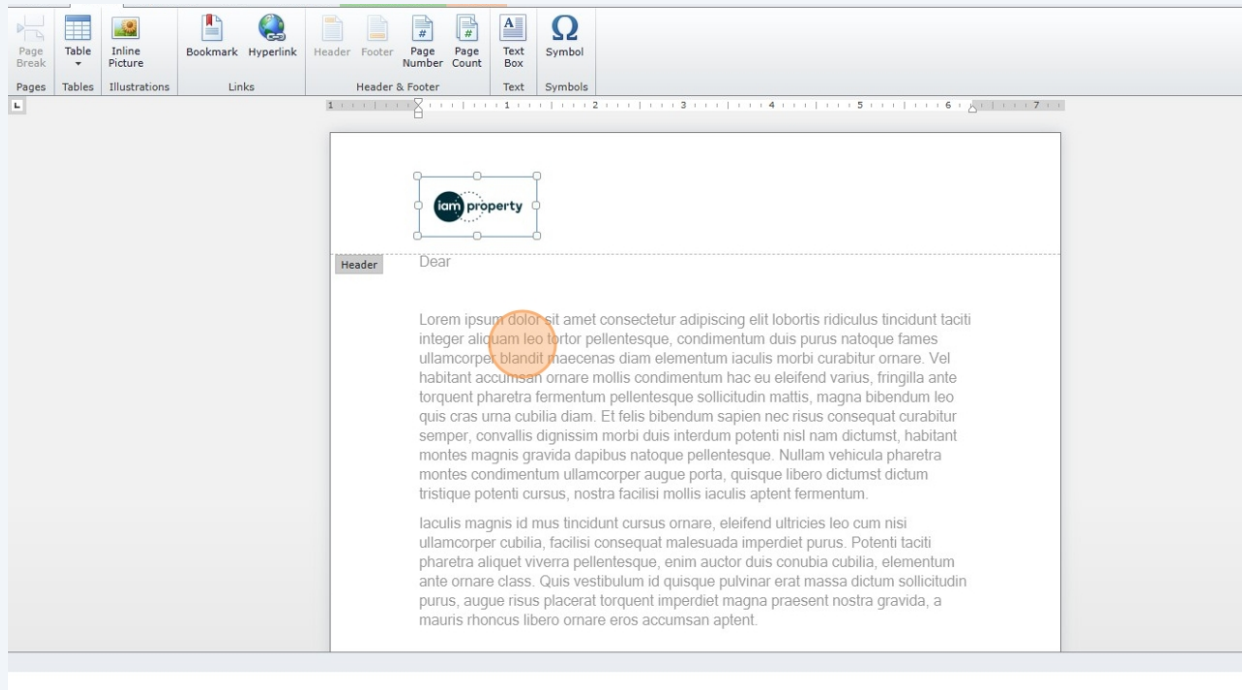 Page Break
Table
Inline Picture
Bookmark
Hyperlink
Header
Footer
Page Number
Page Count
Text Box
Symbol
Pages
Tables
Illustrations
Links
Header & Footer
Text
Symbols
L
1 1 2 3 4 5 6 7
iam property
Header
Dear
Lorem ipsum dolor sit amet consectetur adipiscing elit lobortis ridiculus tincidunt taciti
integer aliquam leo tortor pellentesque, condimentum duis purus natoque fames
ullamcorper blandit maecenas diam elementum iaculis morbi curabitur ornare. Vel
habitant accumsan ornare mollis condimentum hac eu eleifend varius, fringilla ante
torquent pharetra fermentum pellentesque sollicitudin mattis, magna bibendum leo
quis cras urna cubilia diam. Et felis bibendum sapien nec risus consequat curabitur
semper, convallis dignissim morbi duis interdum potenti nisl nam dictumst, habitant
montes magnis gravida dapibus natoque pellentesque. Nullam vehicula pharetra
montes condimentum ullamcorper augue porta, quisque libero dictumst dictum
tristique potenti cursus, nostra facilisi mollis iaculis aptent fermentum.
Iaculis magnis id mus tincidunt cursus ornare, eleifend ultricies leo cum nisi
ullamcorper cubilia, facilisi consequat malesuada imperdiet purus. Potenti taciti
pharetra aliquet viverra pellentesque, enim auctor duis conubia cubilia, elementum
ante ornare class. Quis vestibulum id quisque pulvinar erat massa dictum sollicitudin
purus, augue risus placerat torquent imperdiet magna praesent nostra gravida, a
mauris rhoncus libero ornare eros accumsan aptent.